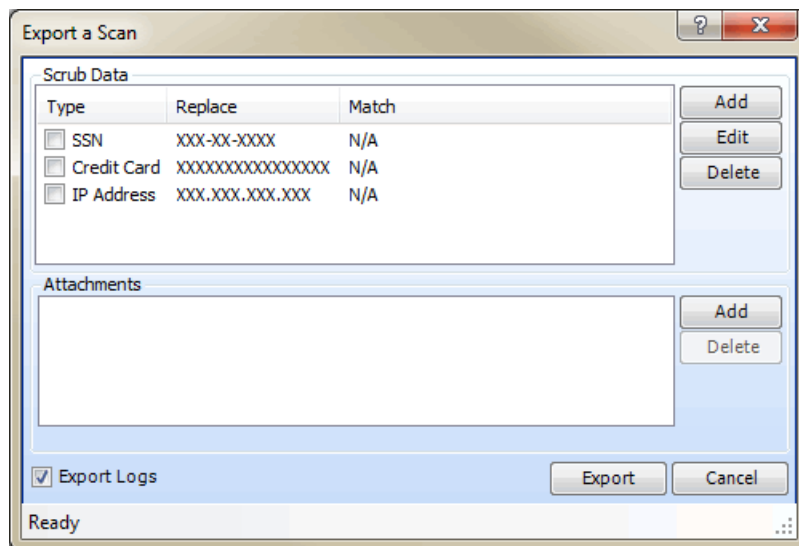 Export a Scan
? X
Scrub Data
Type Replace Match Add
SSN XXX-XX-XXXX N/A Edit
Credit Card XXXXXXXXXXXXXXXX N/A Delete
IP Address XXX.XXX.XXX.XXX N/A
Attachments
Add
Delete
Export Logs Export Cancel
Ready